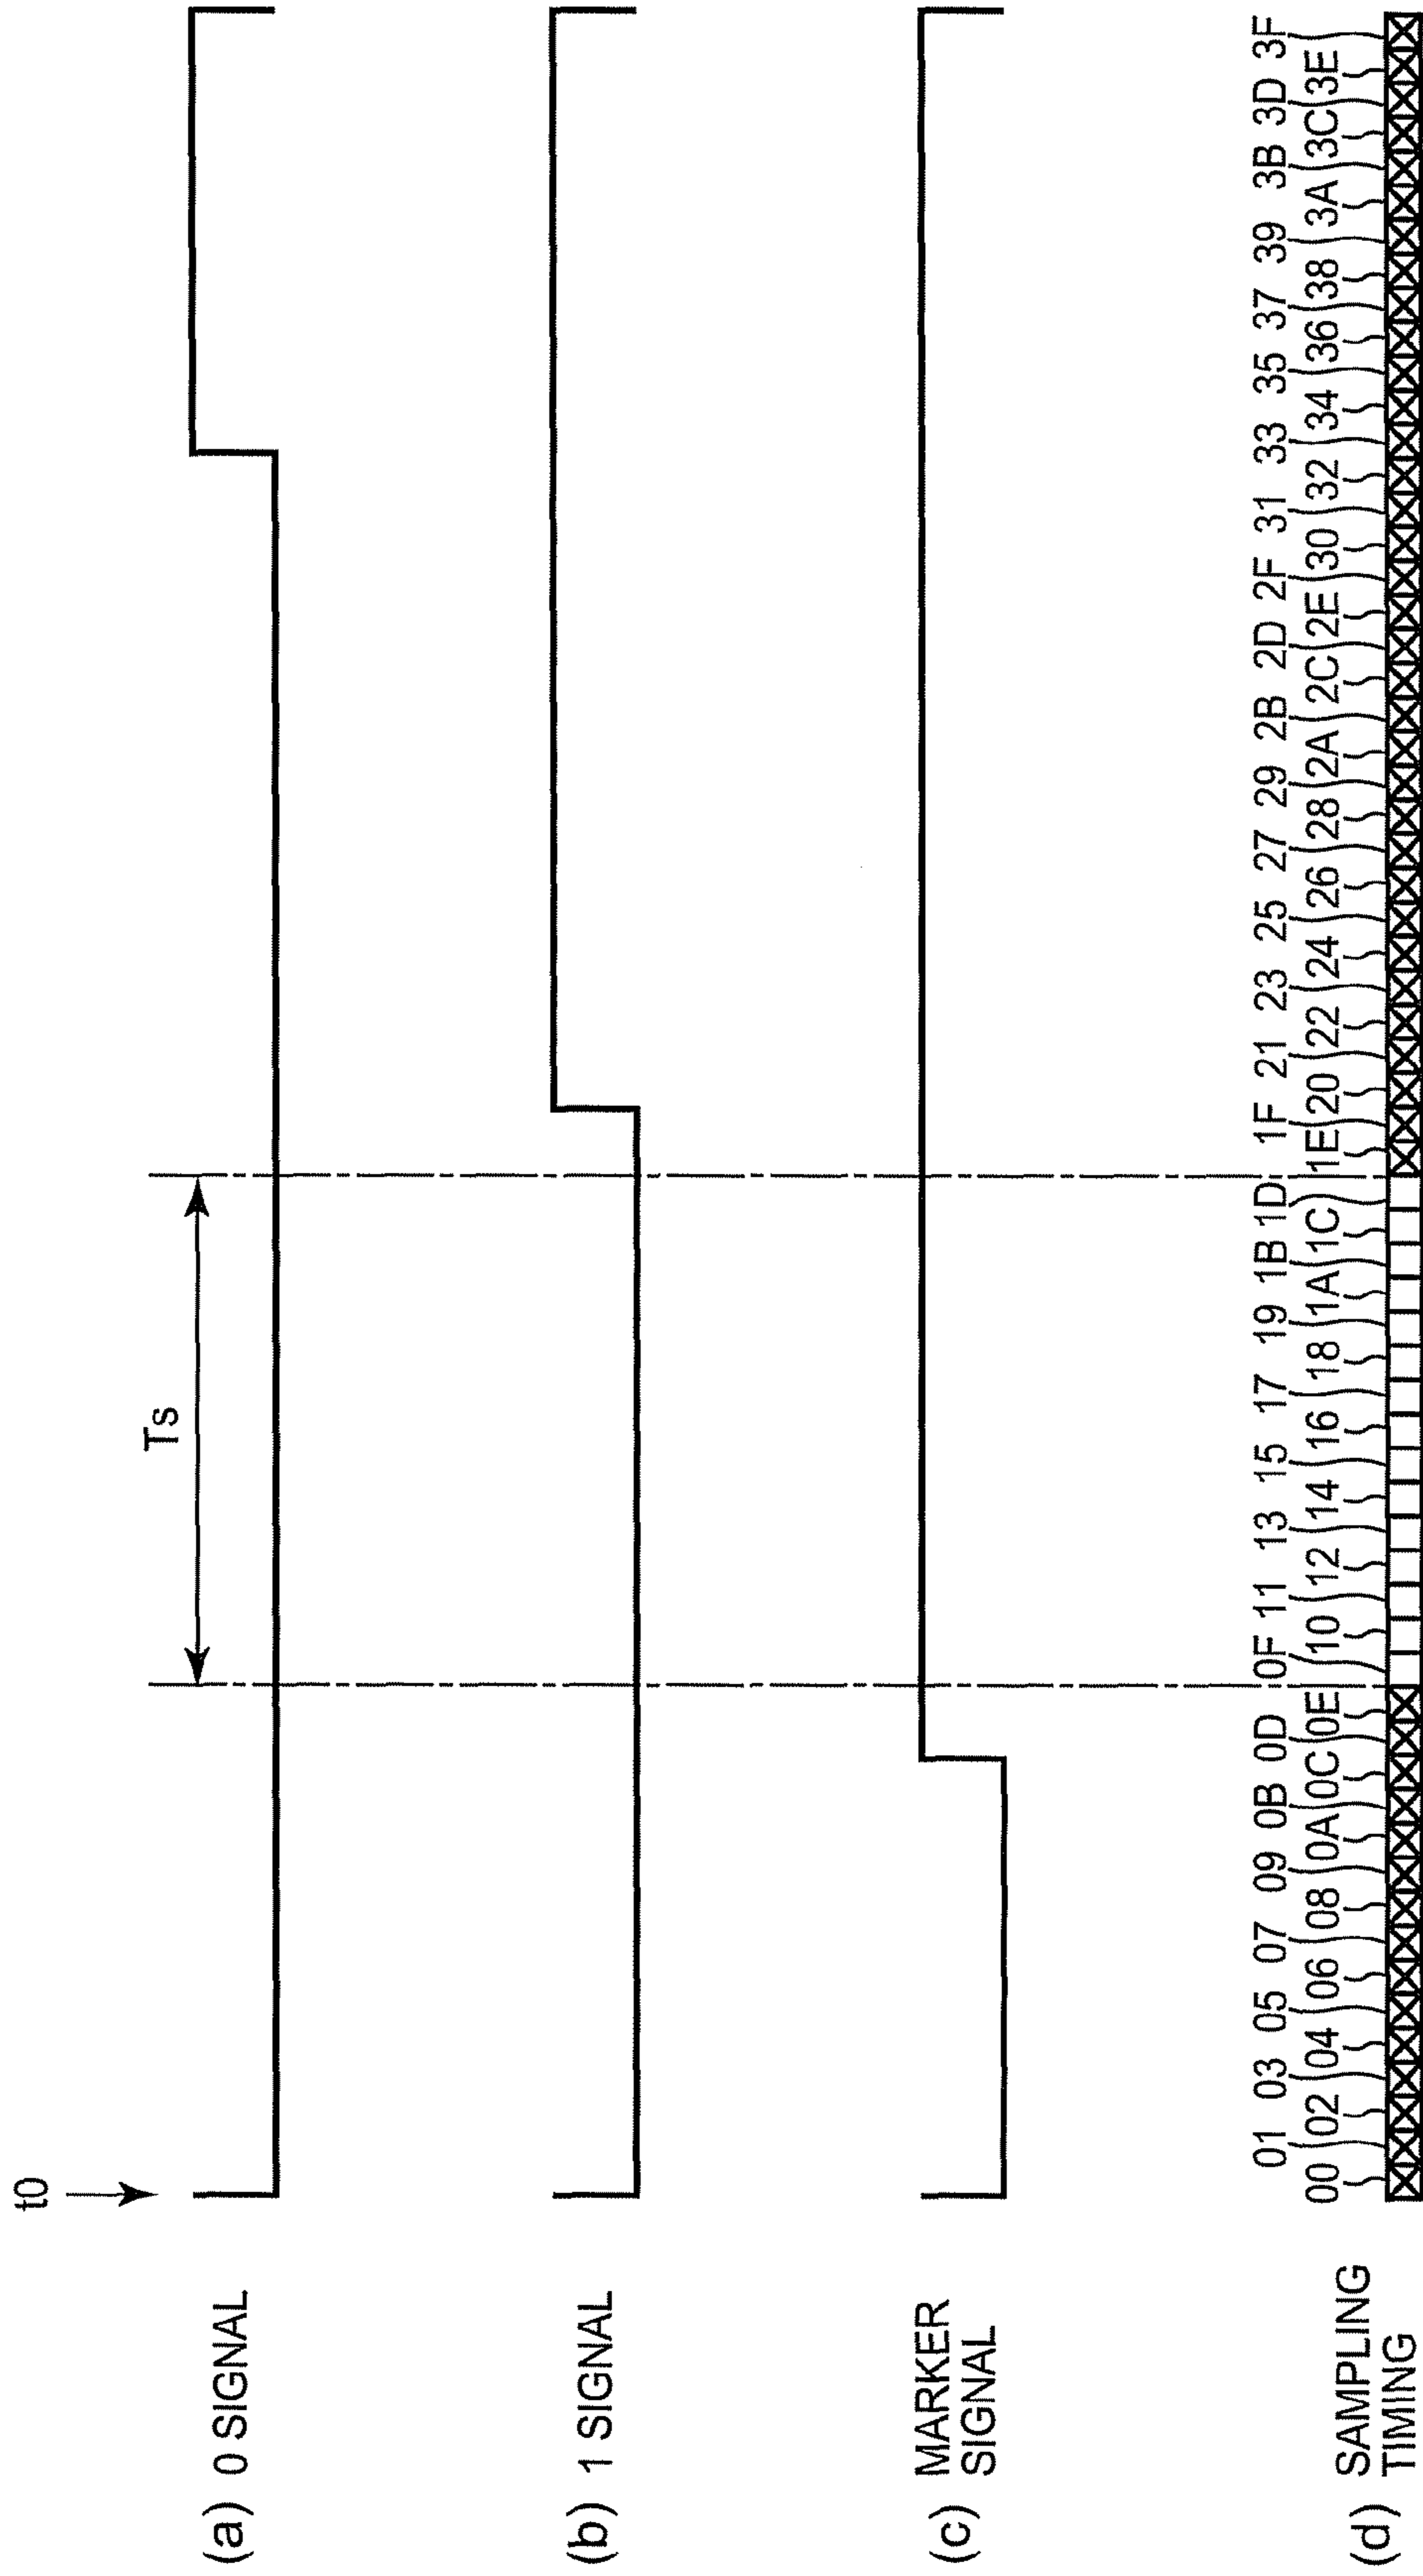 t0
Ts
(a) 0 SIGNAL
(b) 1 SIGNAL
(c) MARKER
SIGNAL
01 03 05 07 09 0B 0D 0F 11 13 15 17 19 1B 1D 1F 21 23 25 27 29 2B 2D 2F 31 33 35 37 39 3B 3D 3F
00 02 04 06 08 0A 0C 0E 10 12 14 16 18 1A 1C 1E 20 22 24 26 28 2A 2C 2E 30 32 34 36 38 3A 3C 3E
(d) SAMPLING
TIMING